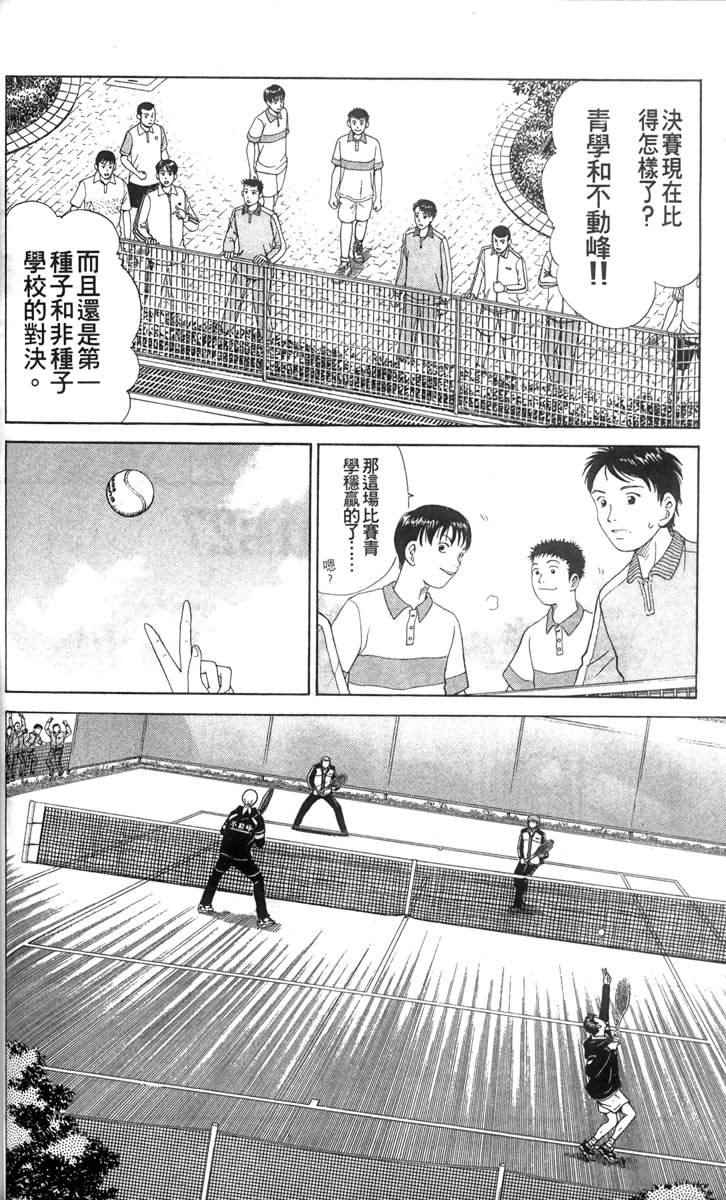 決賽現在比
得怎樣了？
青學和不動峰!!
而且還是第一
種子和非種子
學校的對決。
那這場比賽青
學穩贏的了……
嗯？